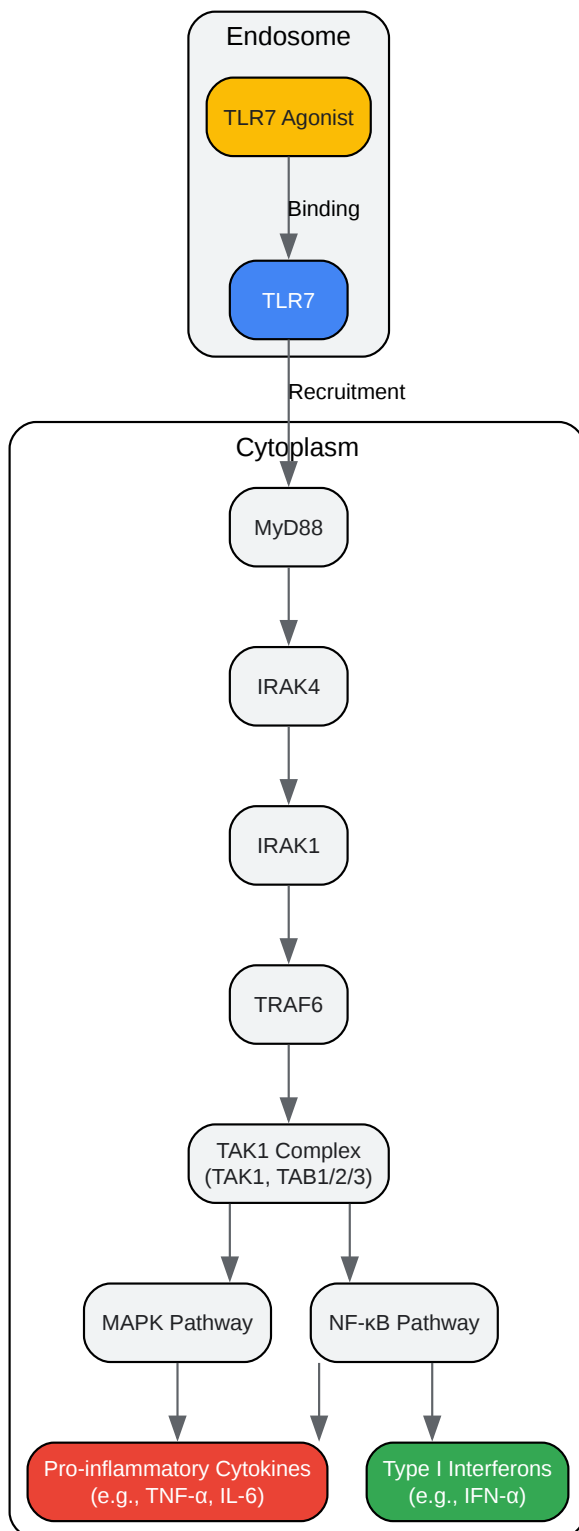 Endosome
TLR7 Agonist
Binding
TLR7
Recruitment
Cytoplasm
MyD88
IRAK4
IRAK1
TRAF6
TAK1 Complex
(TAK1, TAB1/2/3)
MAPK Pathway
NF-κB Pathway
Pro-inflammatory Cytokines
(e.g., TNF-α, IL-6)
Type I Interferons
(e.g., IFN-α)